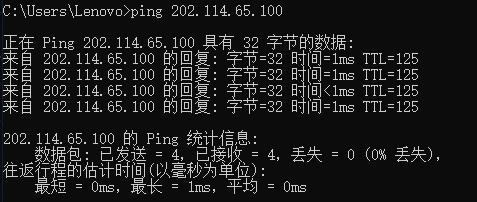 C:\Users\Lenovo>ping 202.114.65.100
正在 Ping 202.114.65.100 具有 32 字节的数据:
来自 202.114.65.100 的回复: 字节=32 时间=1ms TTL=125
来自 202.114.65.100 的回复: 字节=32 时间=1ms TTL=125
来自 202.114.65.100 的回复: 字节=32 时间<1ms TTL=125
来自 202.114.65.100 的回复: 字节=32 时间=1ms TTL=125
202.114.65.100 的 Ping 统计信息:
数据包: 已发送 = 4, 已接收 = 4, 丢失 = 0 (0% 丢失),
往返行程的估计时间(以毫秒为单位):
最短 = 0ms, 最长 = 1ms, 平均 = 0ms